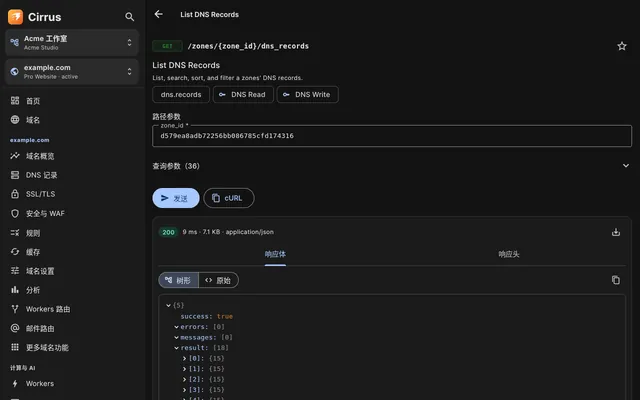 Cirrus
Acme 工作室
Acme Studio
example.com
Pro Website · active
首页
域名
example.com
域名概览
DNS 记录
SSL/TLS
安全与 WAF
规则
缓存
域名设置
分析
Workers 路由
邮件路由
更多域名功能
计算与 AI
Workers
List DNS Records
GET /zones/{zone_id}/dns_records
List DNS Records
List, search, sort, and filter a zones' DNS records.
dns.records DNS Read DNS Write
路径参数
zone_id *
d579ea8adb72256bb086785cfd174316
查询参数（36）
发送 cURL
200 9 ms · 7.1 KB · application/json
响应体 响应头
树形 原始
{5}
success: true
errors: [0]
messages: [0]
result: [18]
[0]: {15}
[1]: {15}
[2]: {15}
[3]: {15}
[4]: {15}